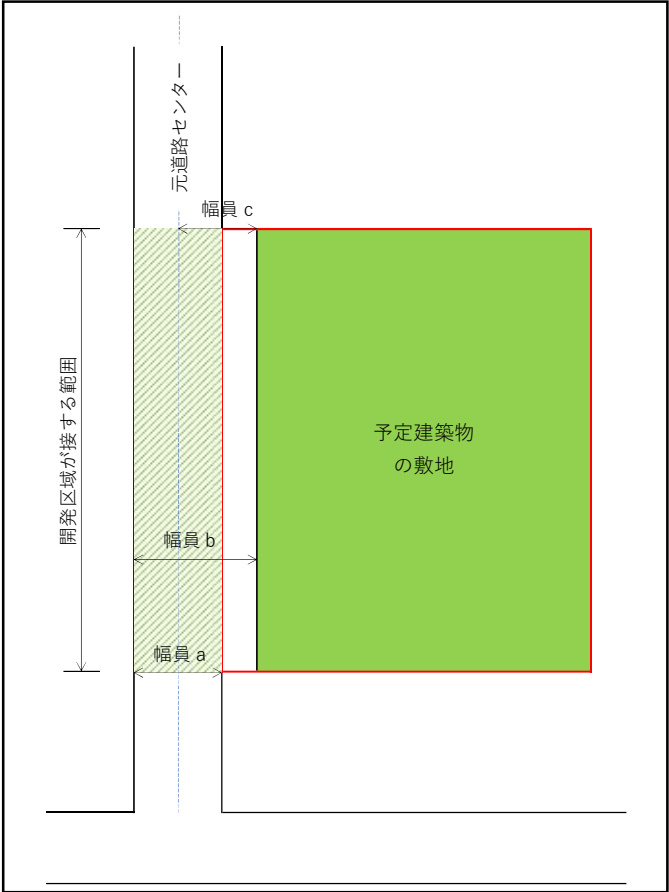 元道路センター
幅員 c
開発区域が接する範囲
予定建築物
の敷地
幅員 b
幅員 a